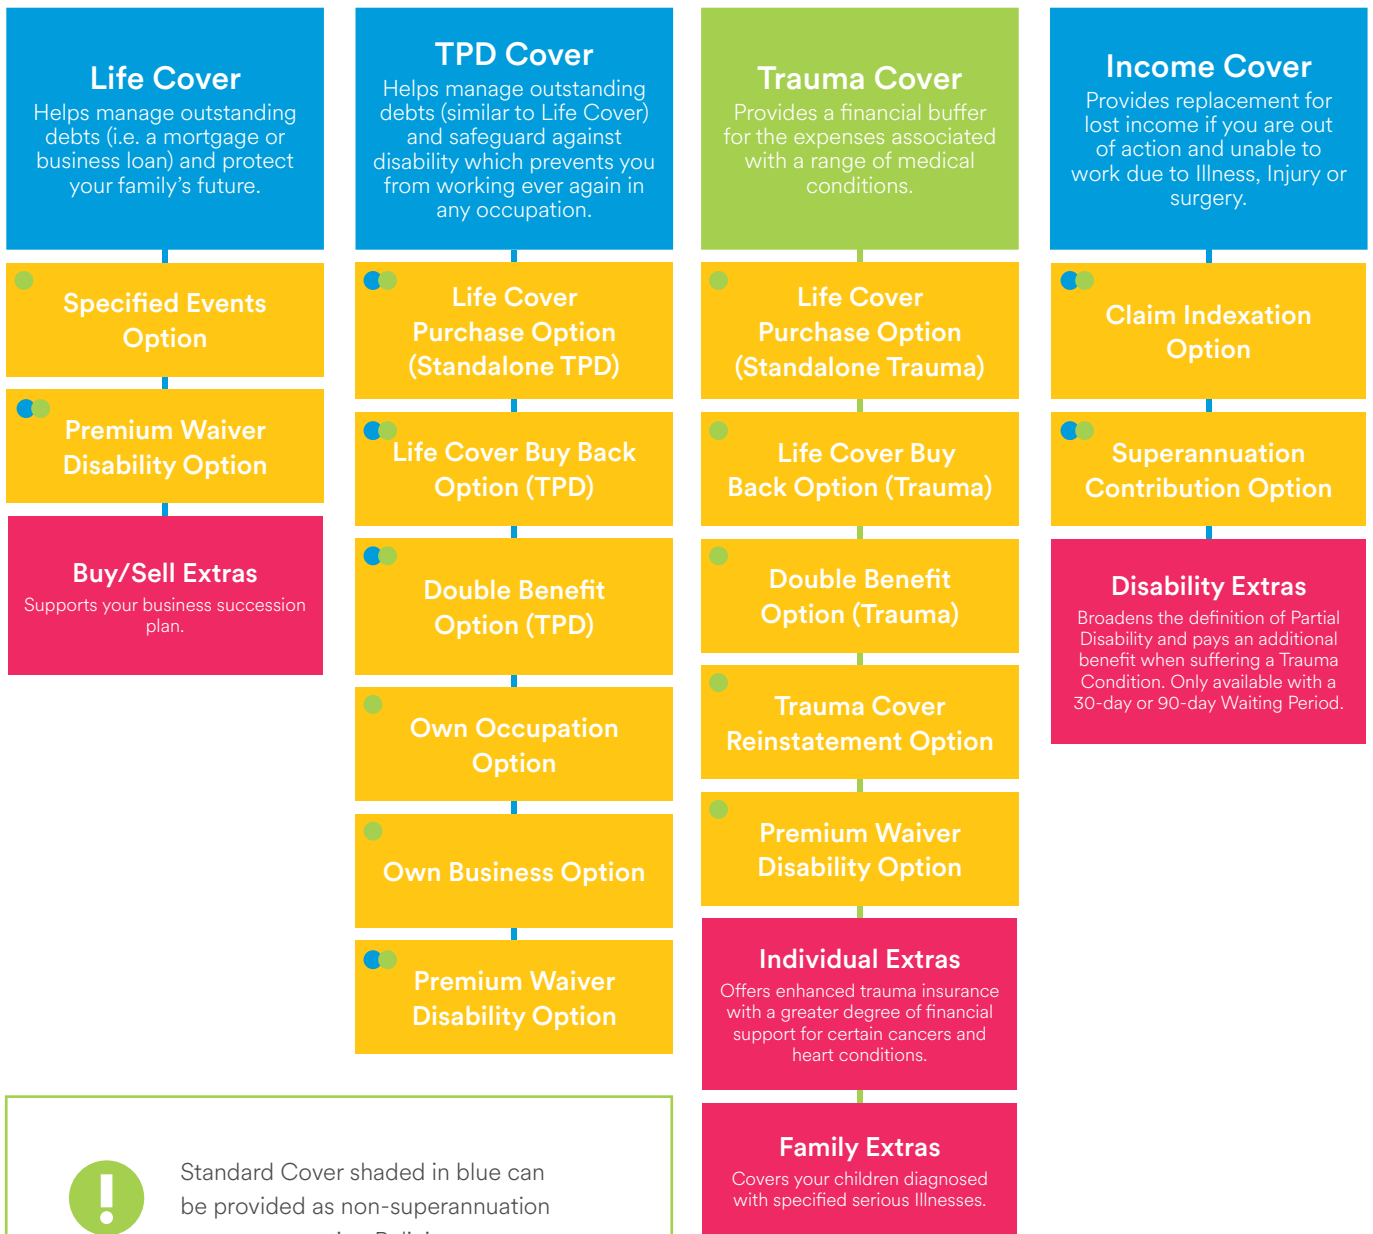 Life Cover
Helps manage outstanding
debts (i.e. a mortgage or
business loan) and protect
your family's future.
Specified Events
Option
Premium Waiver
Disability Option
Buy/Sell Extras
Supports your business succession
plan.
TPD Cover
Helps manage outstanding
debts (similar to Life Cover)
and safeguard against
disability which prevents you
from working ever again in
any occupation.
Life Cover
Purchase Option
(Standalone TPD)
Life Cover Buy Back
Option (TPD)
Double Benefit
Option (TPD)
Own Occupation
Option
Own Business Option
Premium Waiver
Disability Option
Trauma Cover
Provides a financial buffer
for the expenses associated
with a range of medical
conditions.
Life Cover
Purchase Option
(Standalone Trauma)
Life Cover Buy
Back Option (Trauma)
Double Benefit
Option (Trauma)
Trauma Cover
Reinstatement Option
Premium Waiver
Disability Option
Individual Extras
Offers enhanced trauma insurance
with a greater degree of financial
support for certain cancers and
heart conditions.
Family Extras
Covers your children diagnosed
with specified serious Illnesses.
Income Cover
Provides replacement for
lost income if you are out
of action and unable to
work due to Illness, Injury or
surgery.
Claim Indexation
Option
Superannuation
Contribution Option
Disability Extras
Broadens the definition of Partial
Disability and pays an additional
benefit when suffering a Trauma
Condition. Only available with a
30-day or 90-day Waiting Period.
Standard Cover shaded in blue can
be provided as non-superannuation